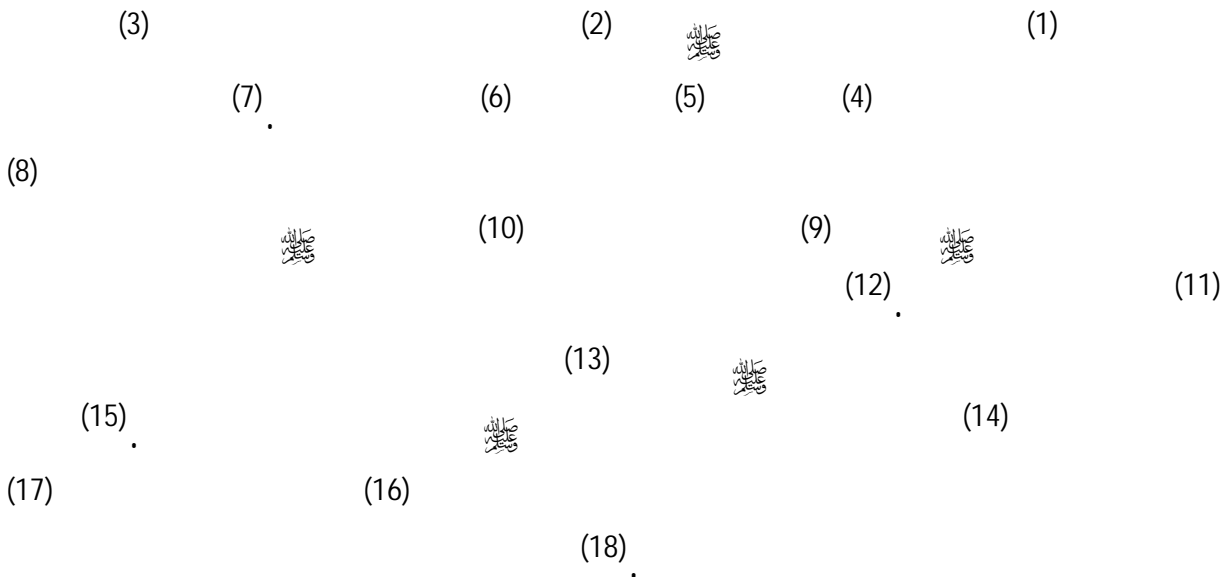 (1) ﷺ (2) (3)
(4) (5) (6) .(7)
(8)
ﷺ (9) (10) ﷺ
(11) .(12)
ﷺ (13)
(14) ﷺ .(15)
(16) (17)
.(18)